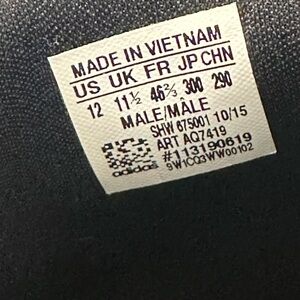 MADE IN VIETNAM
US UK FR JP CHN
12 11½ 46⅔ 300 290
MALE/MALE
SHW 675001 10/15
ART AQ7419
#113190619
9W1CQ3WW00102
adidas